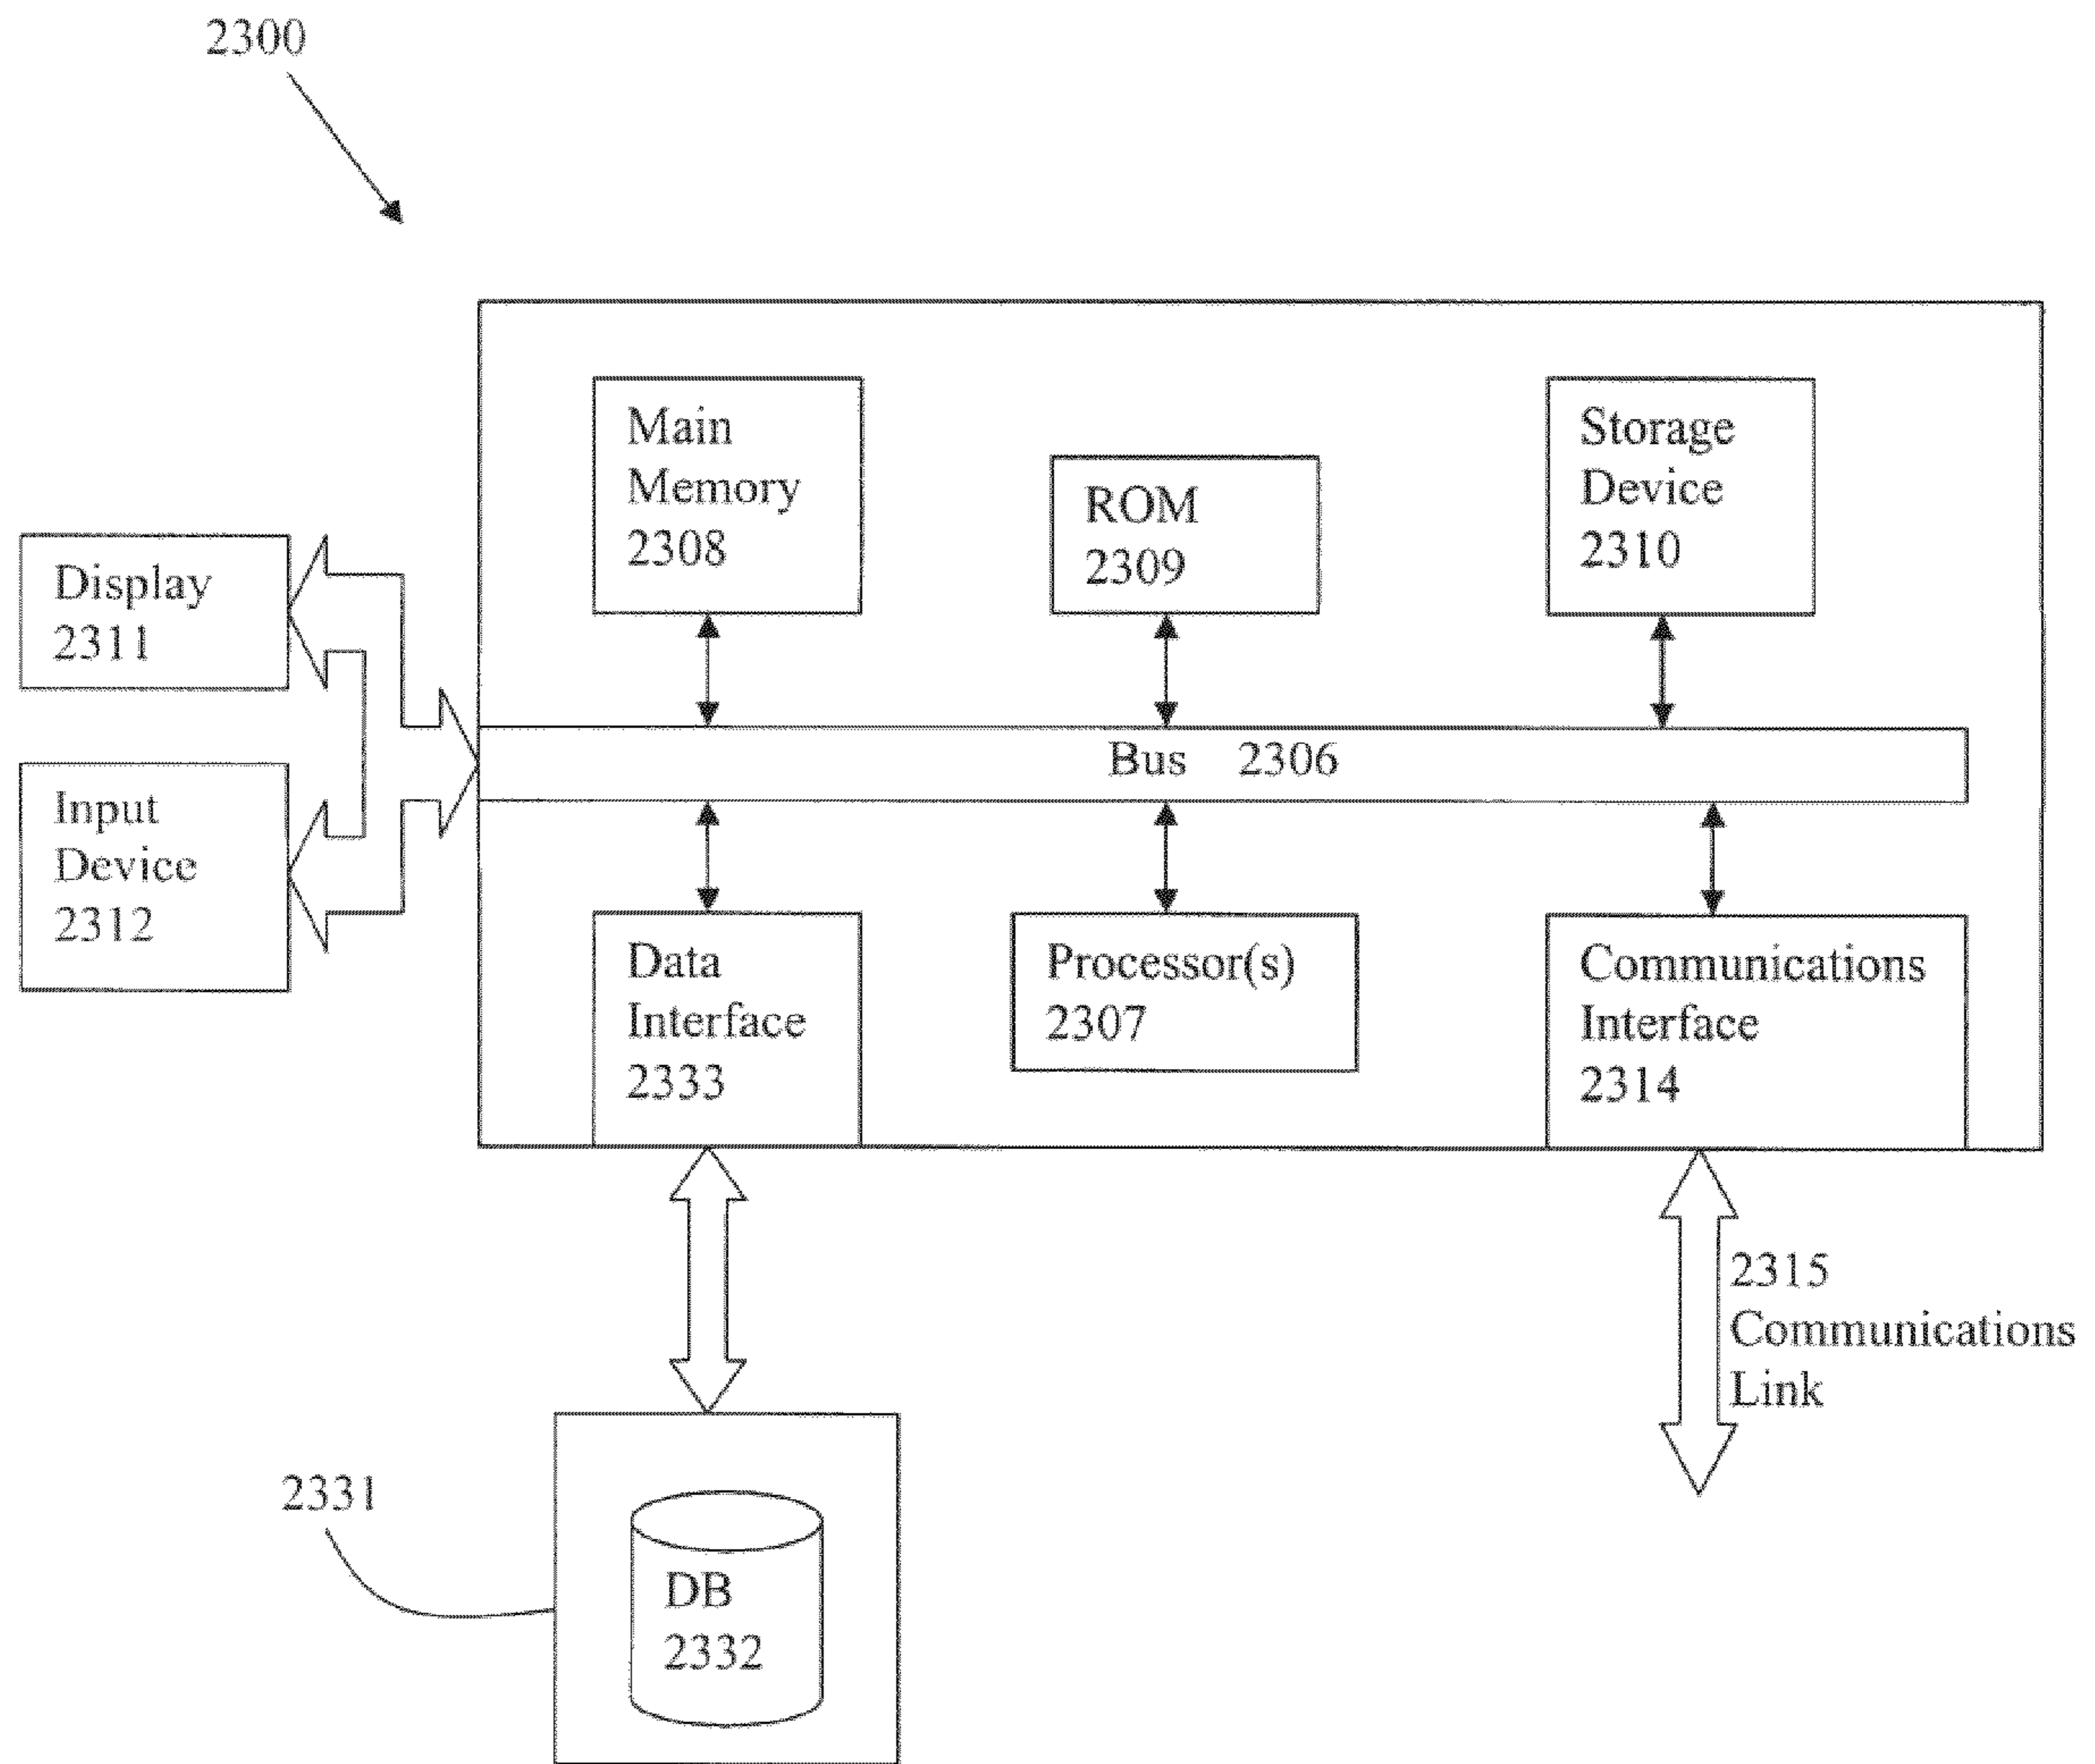 2300
Main
Memory
2308
ROM
2309
Storage
Device
2310
Display
2311
Bus 2306
Input
Device
2312
Data
Interface
2333
Processor(s)
2307
Communications
Interface
2314
2315
Communications
Link
2331
DB
2332